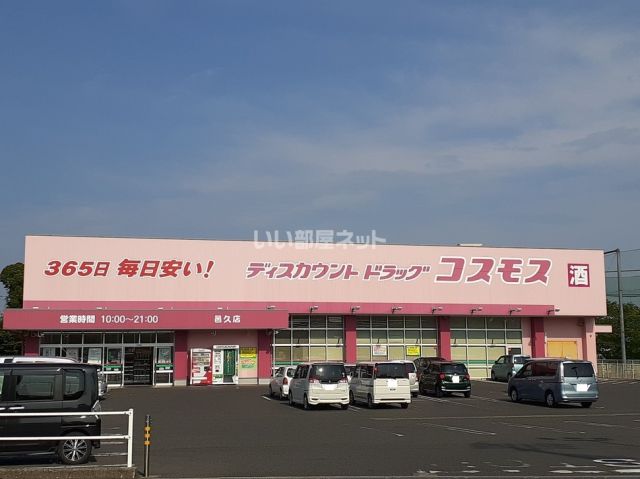 いい部屋ネット
365日 毎日安い!
ディスカウント ドラッグ コスモス
酒
営業時間 10:00〜21:00
邑久店